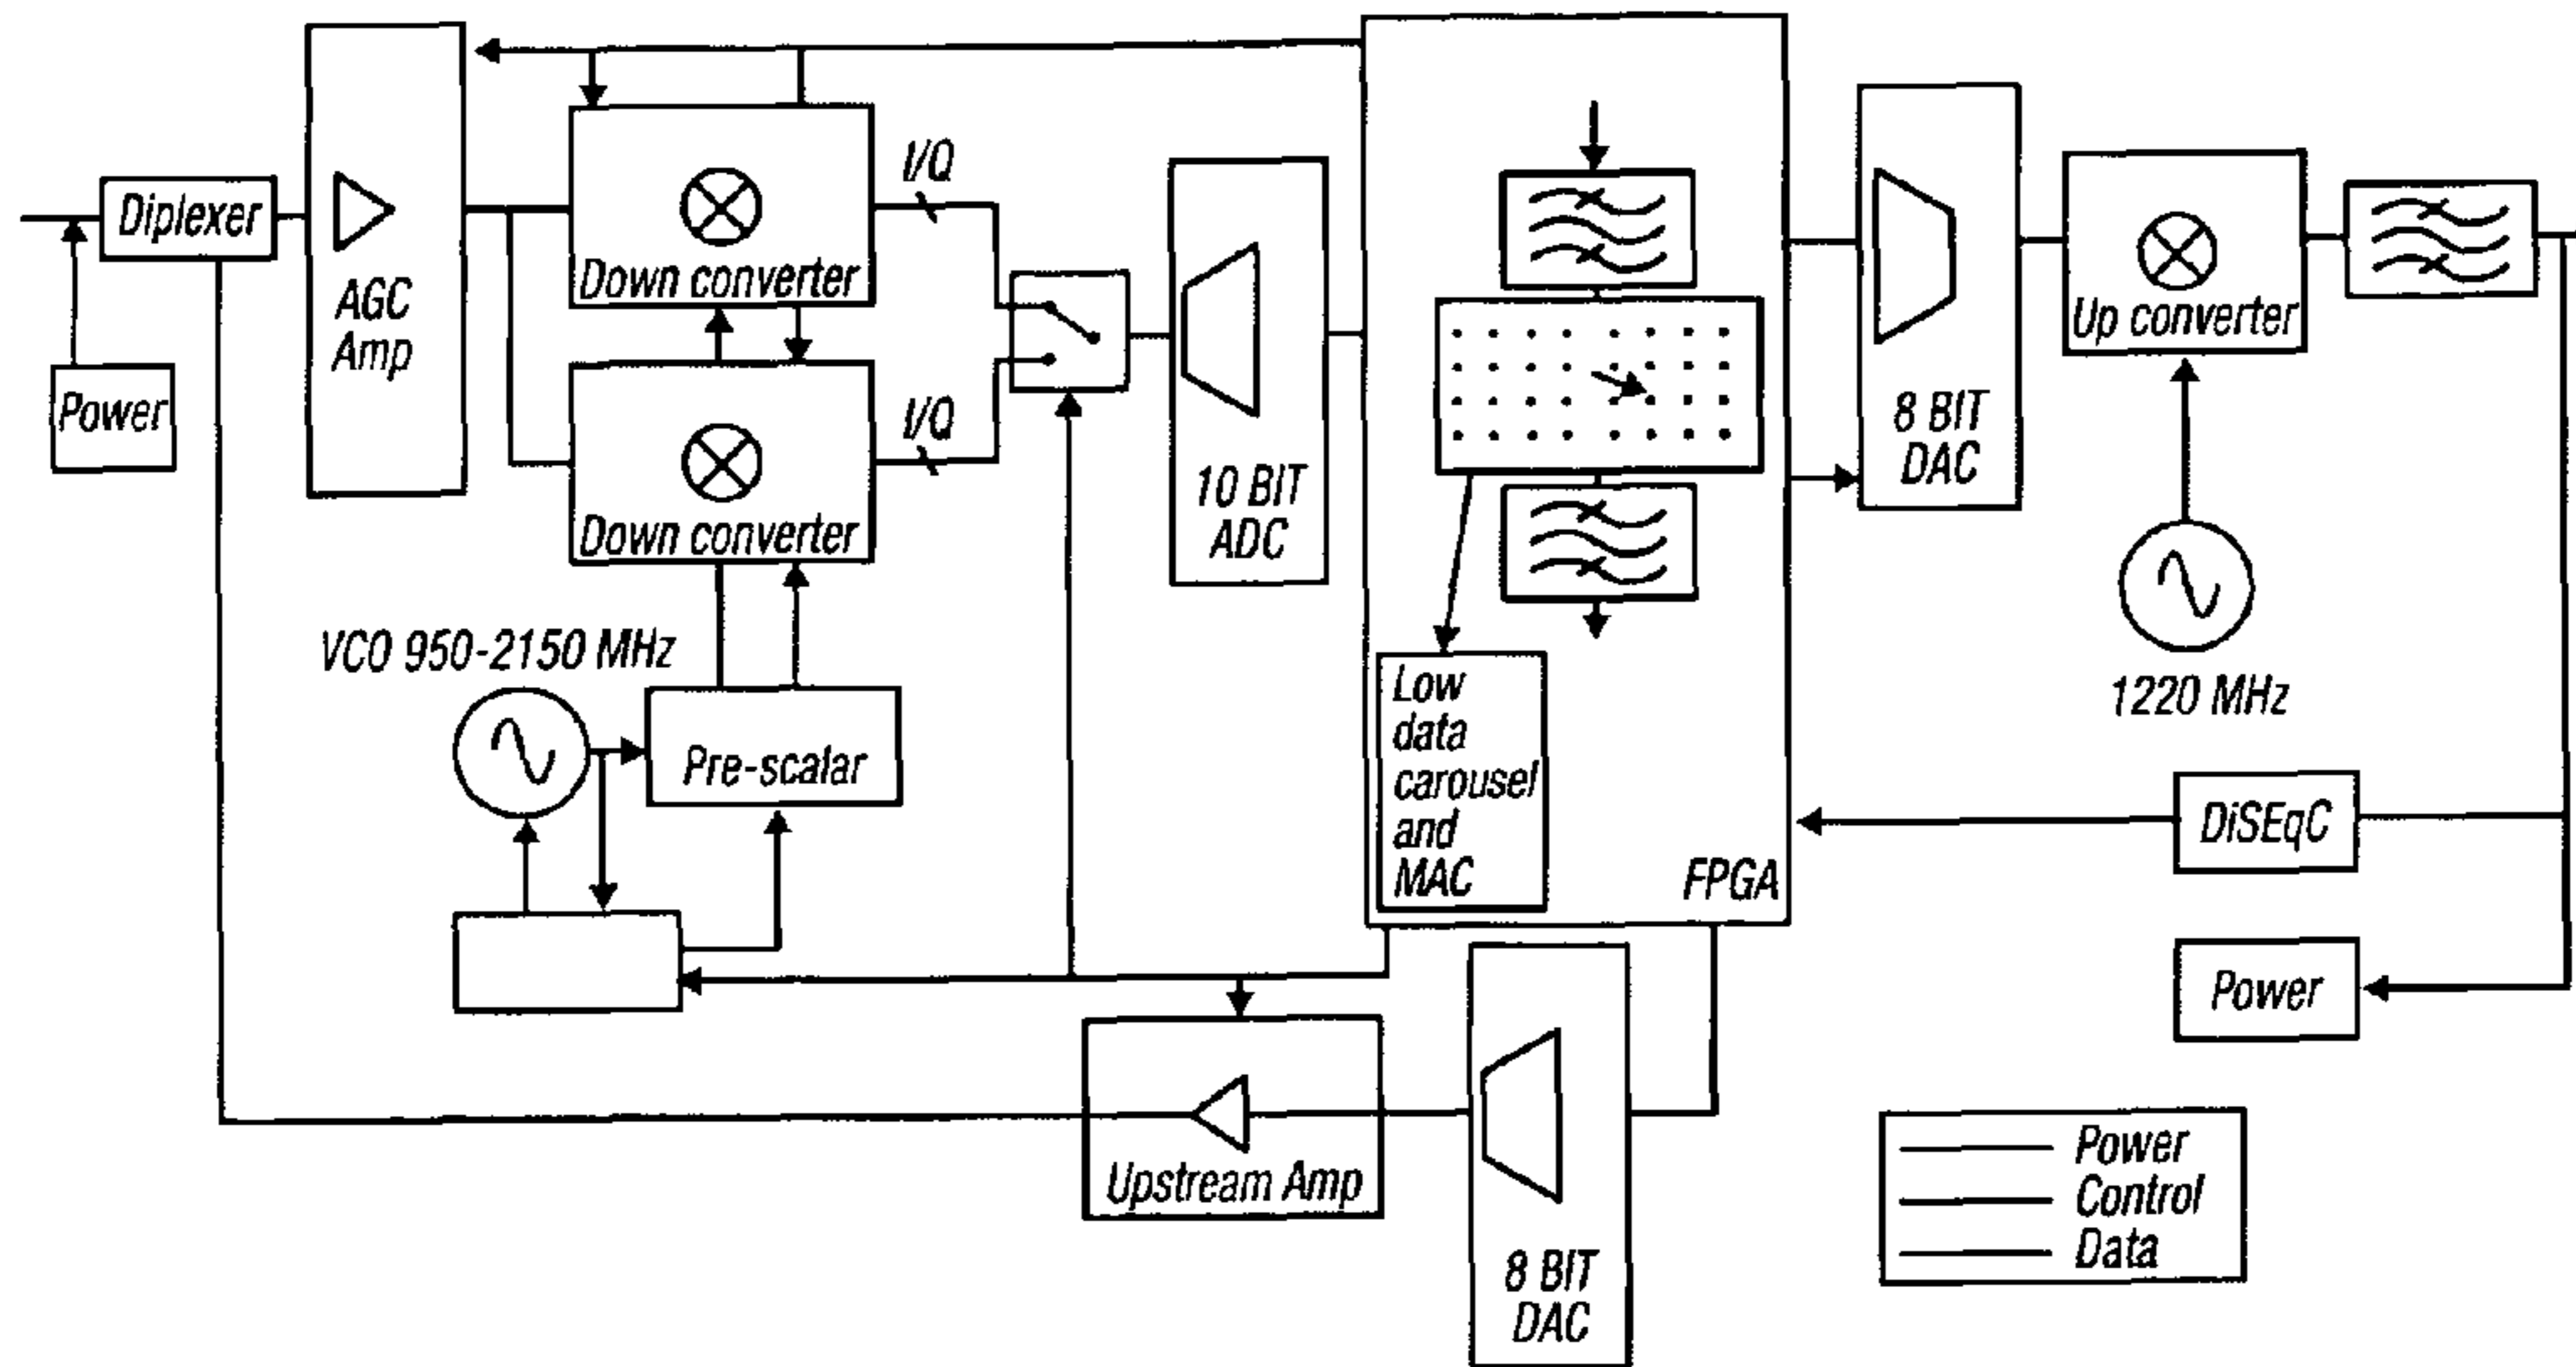 Diplexer
Power
AGC
Amp
Down converter
I/Q
Down converter
I/Q
10 BIT
ADC
VCO 950-2150 MHz
Pre-scalar
Low
data
carousel
and
MAC
FPGA
8 BIT
DAC
Up converter
1220 MHz
DiSEqC
Power
Upstream Amp
8 BIT
DAC
Power
Control
Data